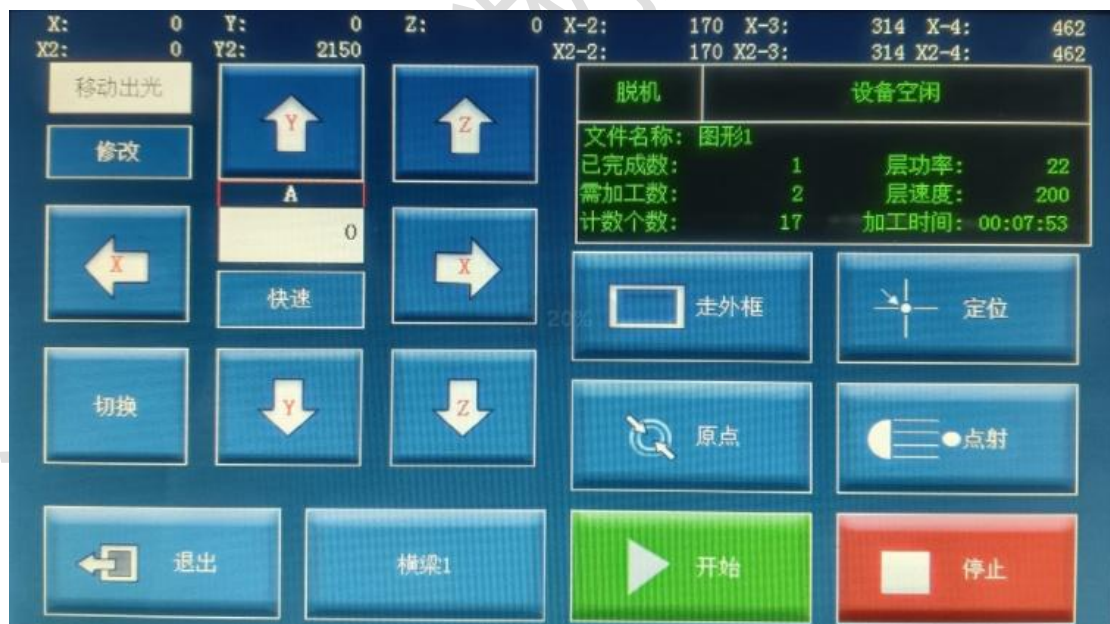 X: 0 Y: 0 Z: 0 X-2: 170 X-3: 314 X-4: 462
X2: 0 Y2: 2150 X2-2: 170 X2-3: 314 X2-4: 462
移动出光
修改
Y
Z
A
0
X
快速
X
切换
Y
Z
退出
横梁1
脱机 设备空闲
文件名称: 图形1
已完成数: 1 层功率: 22
需加工数: 2 层速度: 200
计数个数: 17 加工时间: 00:07:53
20%
走外框
定位
原点
点射
开始
停止